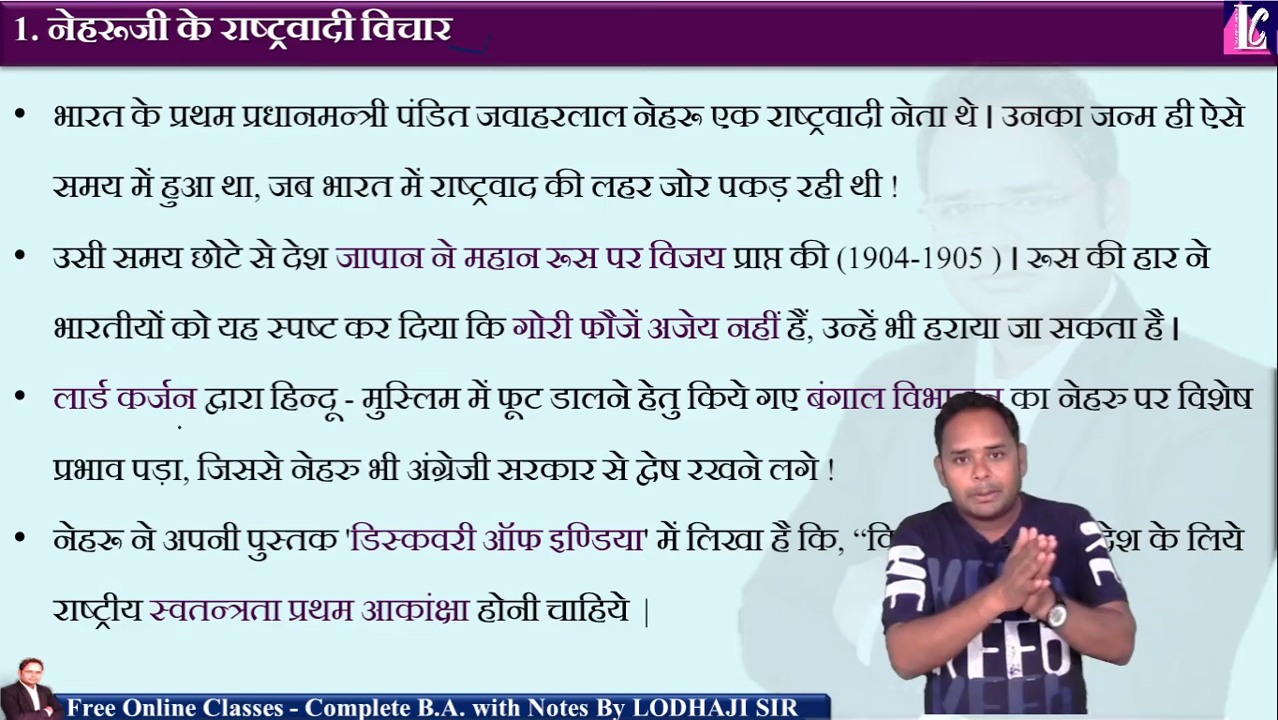 1. नेहरूजी के राष्ट्रवादी विचार
LC
• भारत के प्रथम प्रधानमन्त्री पंडित जवाहरलाल नेहरू एक राष्ट्रवादी नेता थे । उनका जन्म ही ऐसे
समय में हुआ था, जब भारत में राष्ट्रवाद की लहर जोर पकड़ रही थी !
• उसी समय छोटे से देश जापान ने महान रूस पर विजय प्राप्त की (1904-1905 ) । रूस की हार ने
भारतीयों को यह स्पष्ट कर दिया कि गोरी फौजें अजेय नहीं हैं, उन्हें भी हराया जा सकता है ।
• लार्ड कर्जन द्वारा हिन्दू - मुस्लिम में फूट डालने हेतु किये गए बंगाल का नेहरु पर विशेष
प्रभाव पड़ा, जिससे नेहरु भी अंग्रेजी सरकार से द्वेष रखने लगे !
• नेहरू ने अपनी पुस्तक 'डिस्कवरी ऑफ इण्डिया' में लिखा है कि, “ के लिये
राष्ट्रीय स्वतन्त्रता प्रथम आकांक्षा होनी चाहिये |
Free Online Classes - Complete B.A. with Notes By LODHAJI SIR